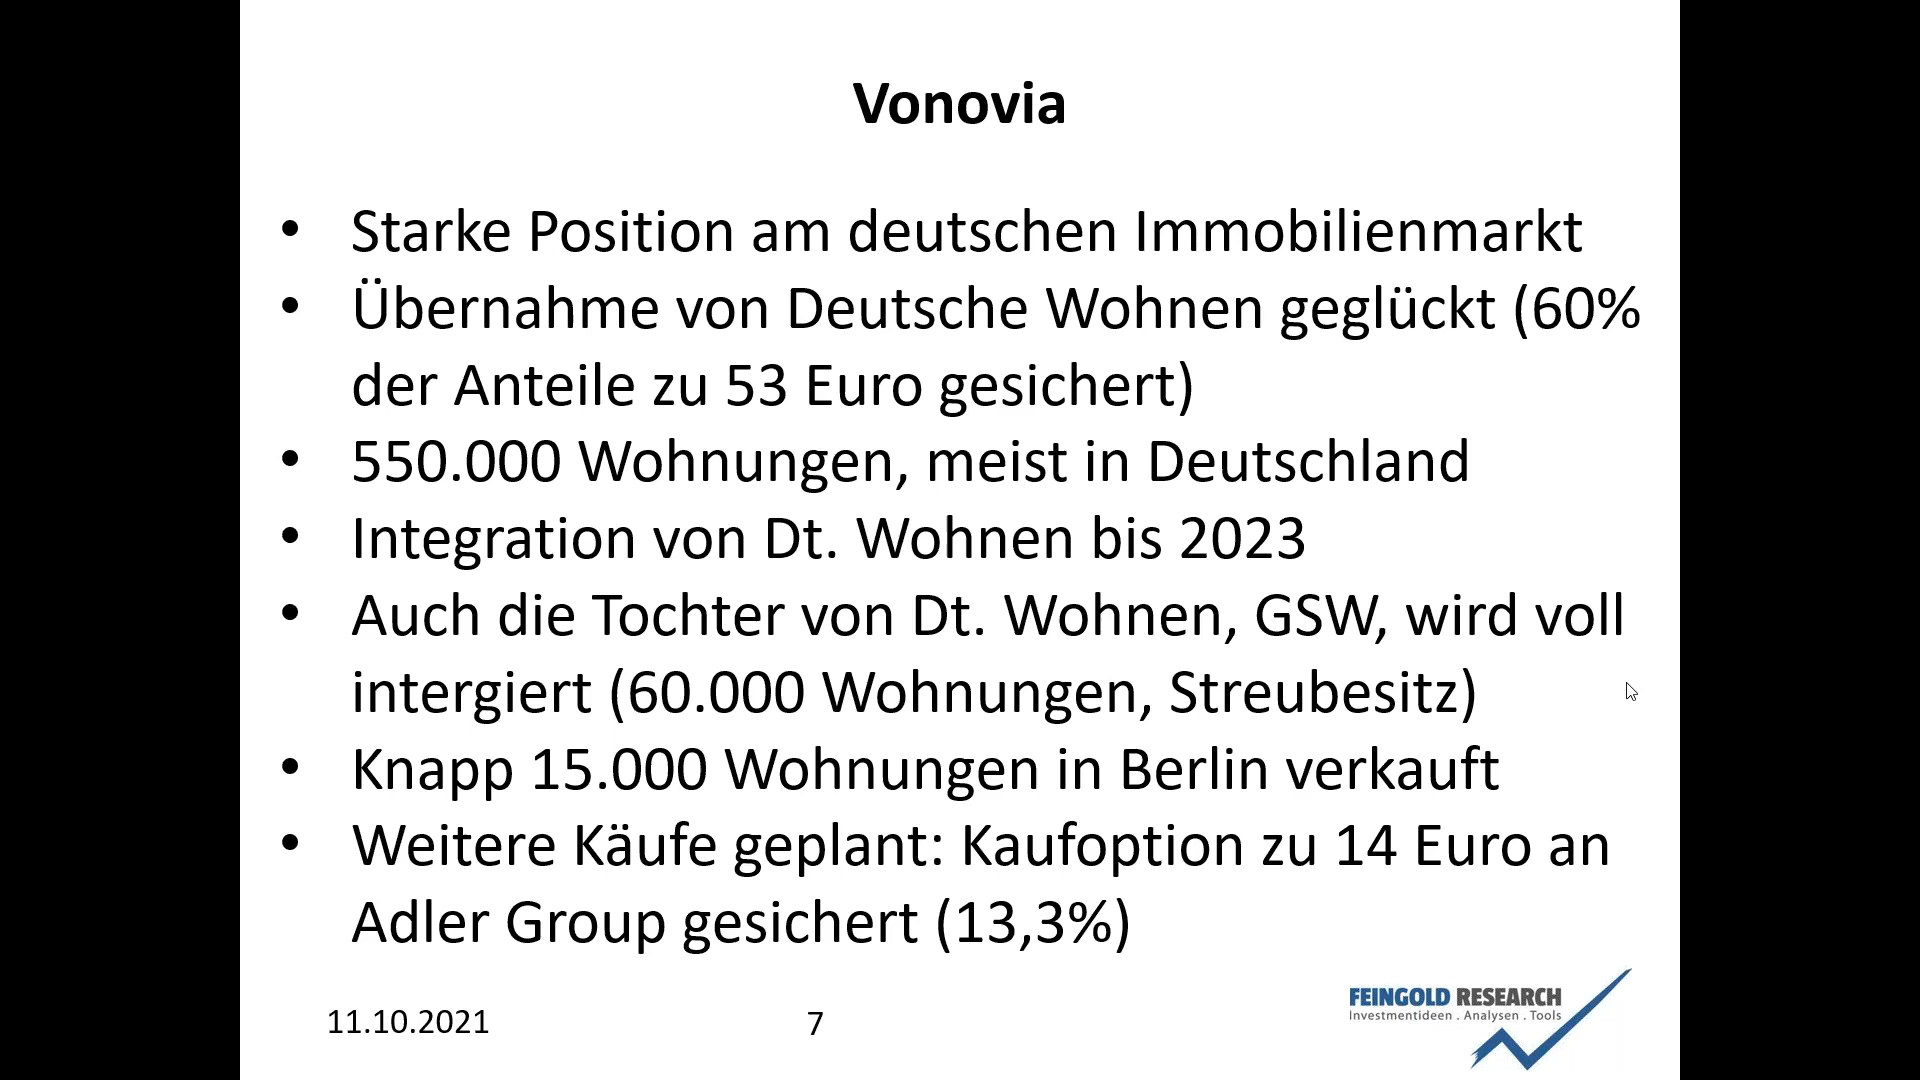 Vonovia
• Starke Position am deutschen Immobilienmarkt
• Übernahme von Deutsche Wohnen geglückt (60%
der Anteile zu 53 Euro gesichert)
• 550.000 Wohnungen, meist in Deutschland
• Integration von Dt. Wohnen bis 2023
• Auch die Tochter von Dt. Wohnen, GSW, wird voll
intergiert (60.000 Wohnungen, Streubesitz)
• Knapp 15.000 Wohnungen in Berlin verkauft
• Weitere Käufe geplant: Kaufoption zu 14 Euro an
Adler Group gesichert (13,3%)
FEINGOLD RESEARCH
Investmentideen . Analysen . Tools
11.10.2021
7